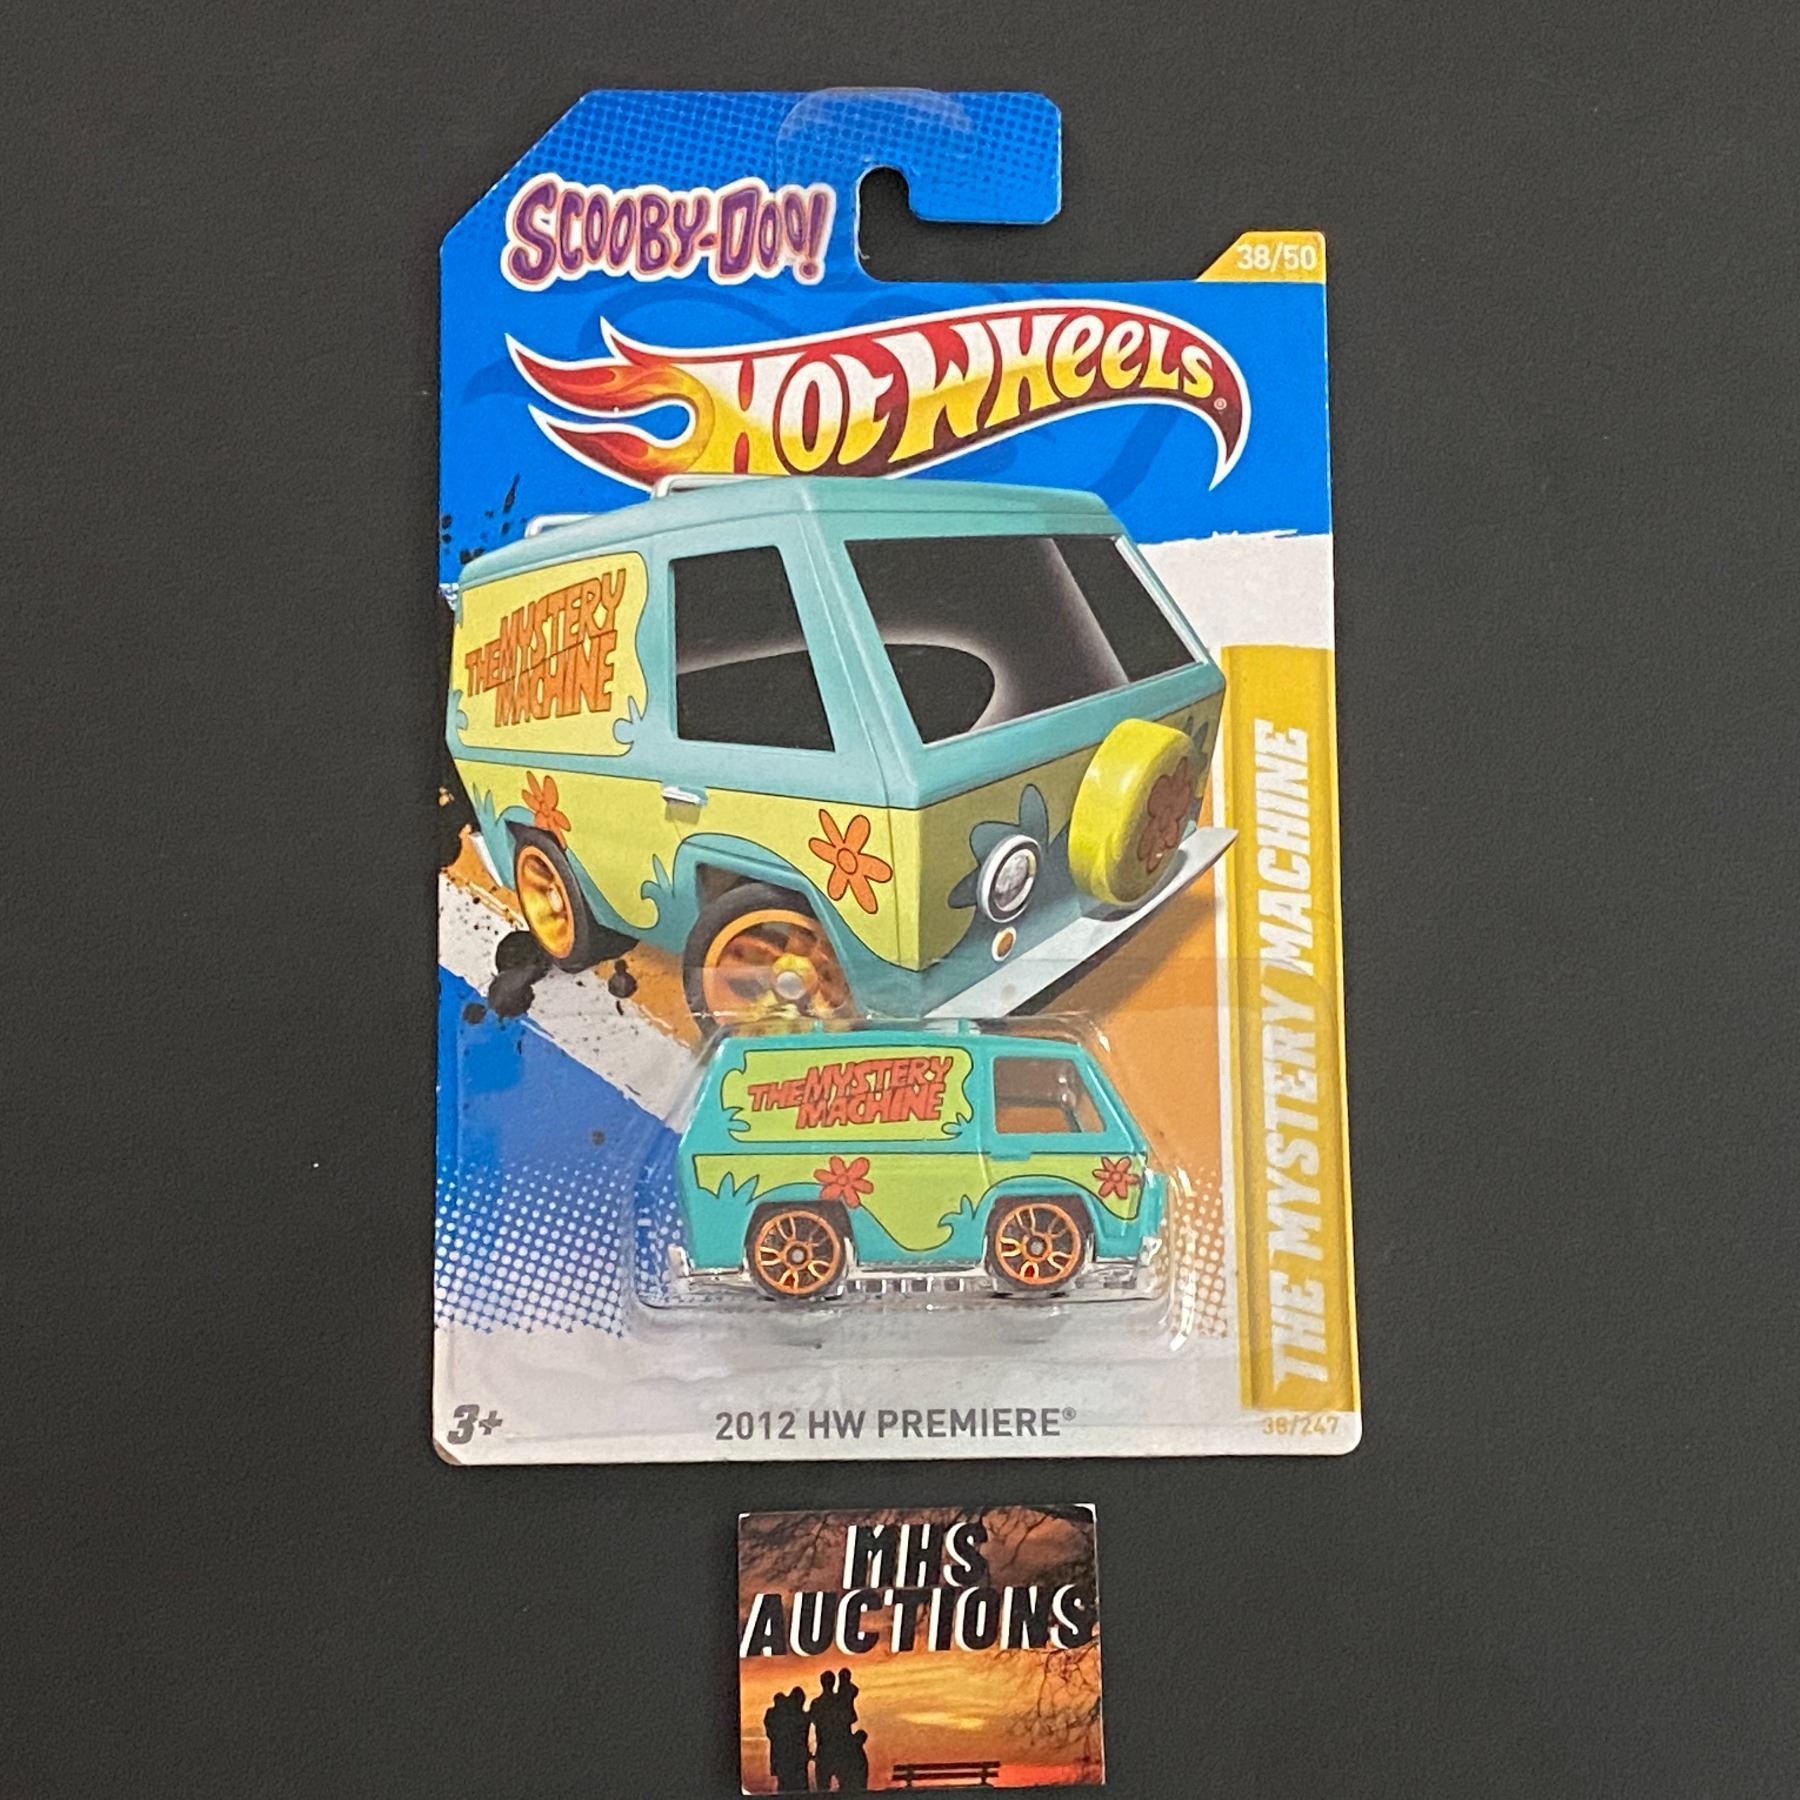 SCOOBY-DOO!
38/50
HOT WHEELS®
THE MYSTERY
MACHINE
THE MYSTERY MACHINE
THE MYSTERY
MACHINE
3+
2012 HW PREMIERE®
38/247
MHS
AUCTIONS